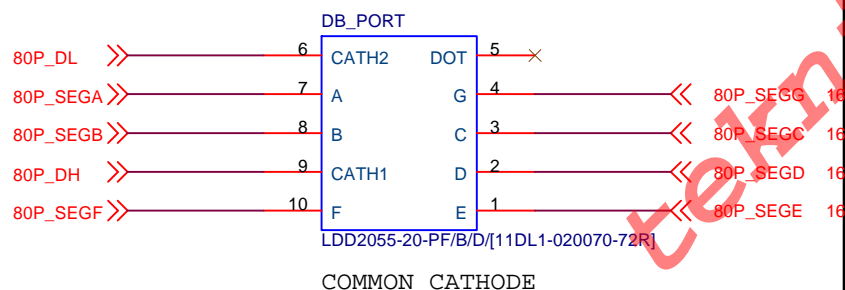 DB_PORT
80P_DL 6 CATH2 DOT 5
80P_SEGA 7 A G 4 80P_SEGG 16
80P_SEGB 8 B C 3 80P_SEGC 16
80P_DH 9 CATH1 D 2 80P_SEGD 16
80P_SEGF 10 F E 1 80P_SEGE 16
LDD2055-20-PF/B/D/[11DL1-020070-72R]
COMMON CATHODE
tekn